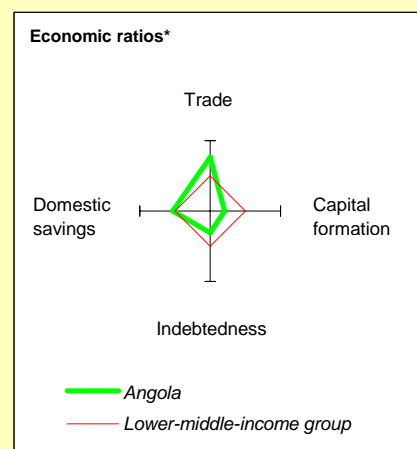 Economic ratios*
Trade
Domestic
savings
Capital
formation
Indebtedness
Angola
Lower-middle-income group